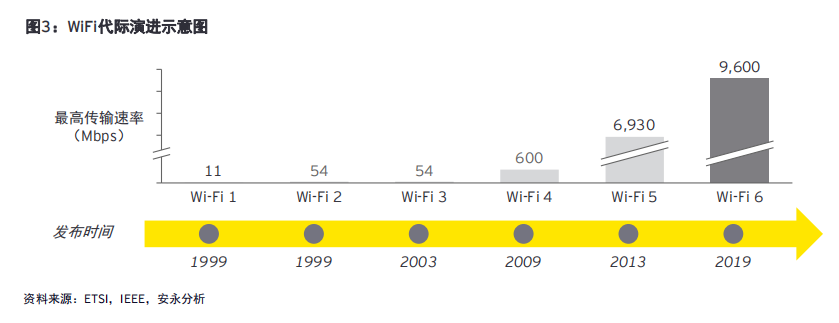 图3：WiFi代际演进示意图
9,600
最高传输速率
（Mbps）
6,930
600
11 54 54
Wi-Fi 1 Wi-Fi 2 Wi-Fi 3 Wi-Fi 4 Wi-Fi 5 Wi-Fi 6
发布时间
1999 1999 2003 2009 2013 2019
资料来源：ETSI，IEEE，安永分析